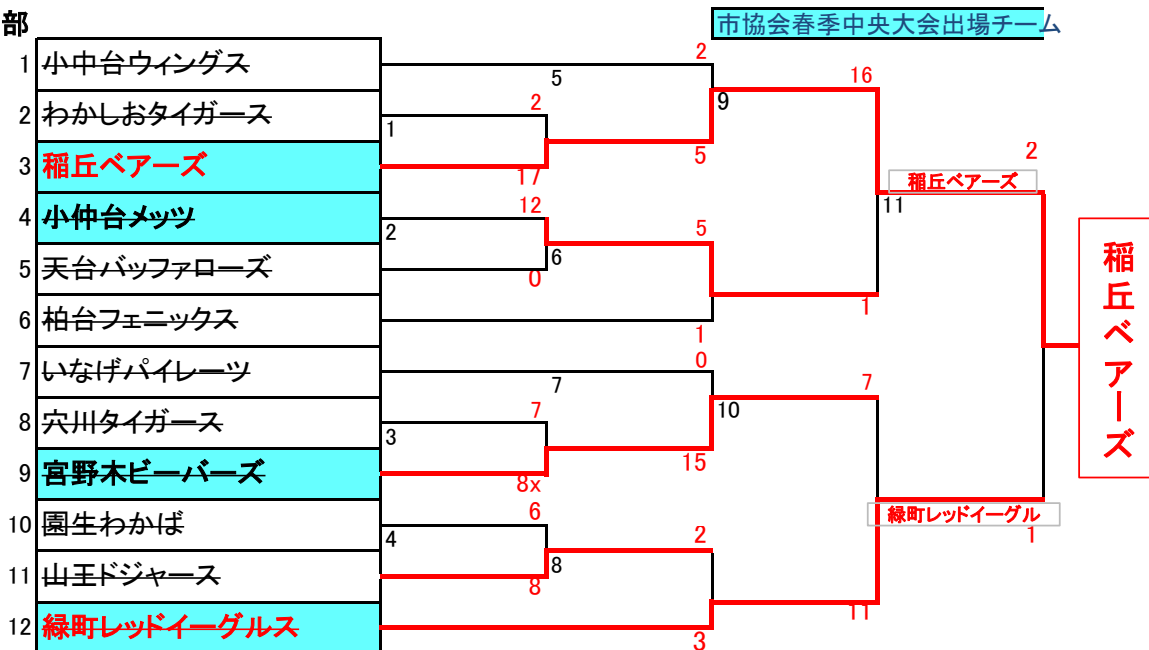 部
市協会春季中央大会出場チーム
1 小中台ウィングス
2 わかしおタイガース
3 稲丘ベアーズ
4 小仲台メッツ
5 天台バッファローズ
6 柏台フェニックス
7 いなげパイレーツ
8 穴川タイガース
9 宮野木ビーバーズ
10 園生わかば
11 山王ドジャース
12 緑町レッドイーグルス
1
2
17
2
12
0
3
7
8x
4
6
8
5
2
5
6
5
1
7
0
15
8
2
3
9
16
1
10
7
11
11
稲丘ベアーズ
2
緑町レッドイーグル
1
稲丘ベアーズ